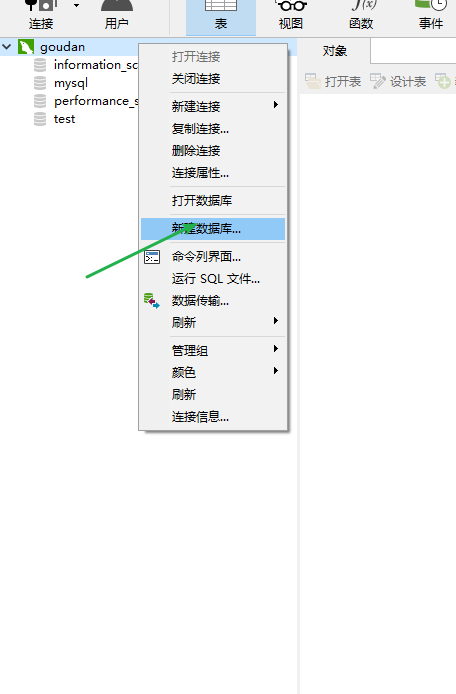 连接
用户
表
视图
f(x)
函数
事件
goudan
information_sc
mysql
performance_s
test
打开连接
关闭连接
新建连接
复制连接...
删除连接
连接属性...
打开数据库
新建数据库...
命令列界面...
运行 SQL 文件...
数据传输...
刷新
管理组
颜色
刷新
连接信息...
对象
打开表
设计表